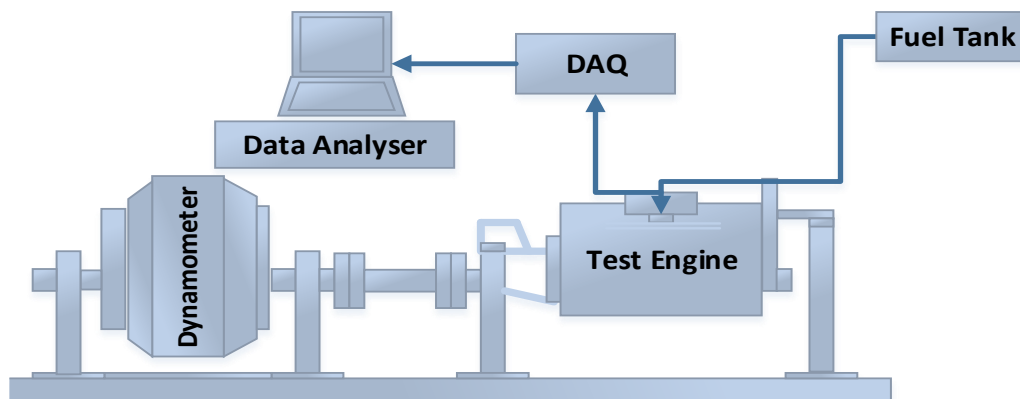 Fuel Tank
DAQ
Data Analyser
Dynamometer
Test Engine